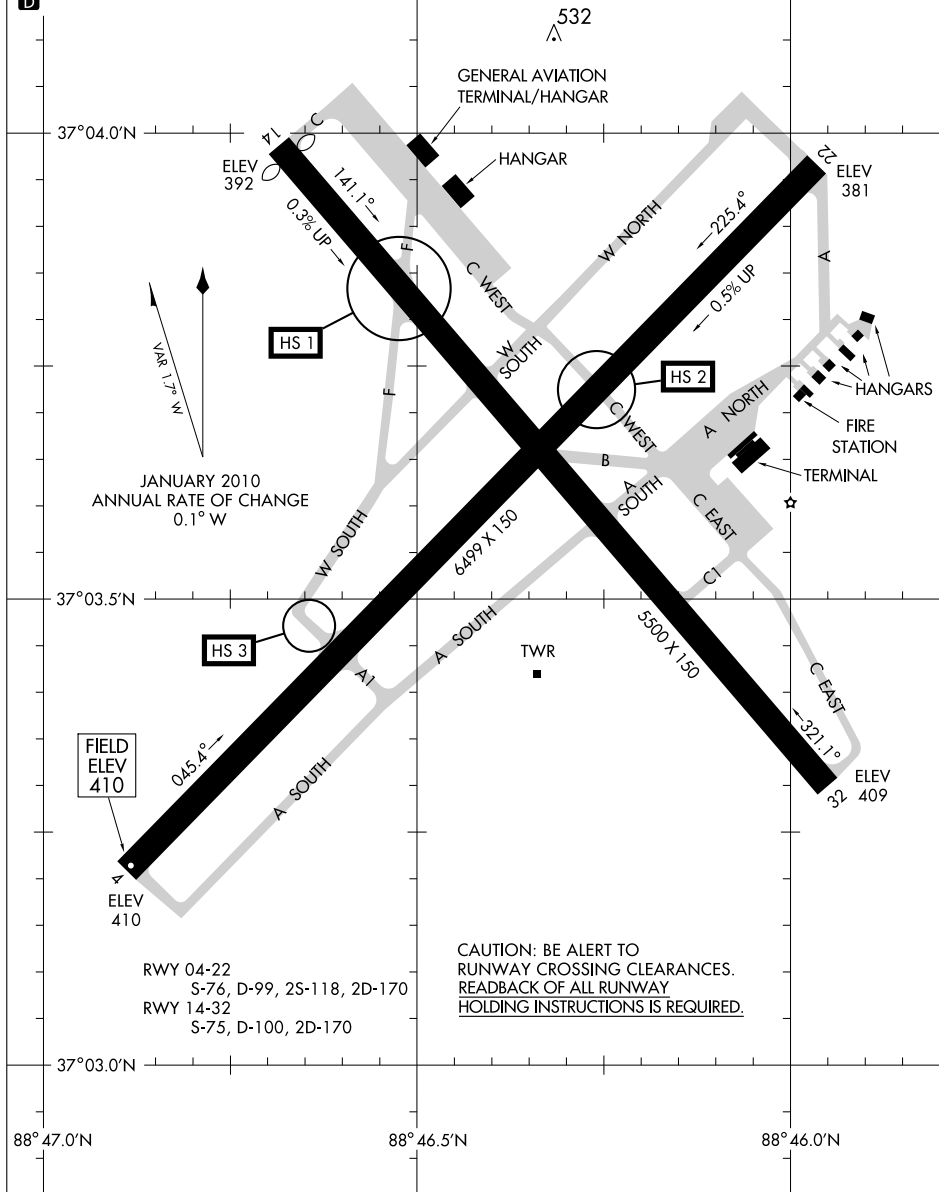 D
532
GENERAL AVIATION
TERMINAL/HANGAR
37°04.0'N
14
C
22
HANGAR
ELEV
392
ELEV
381
141.1°
0.3% UP
225.4°
0.5% UP
W NORTH
F
A
C WEST
HS 1
W
SOUTH
VAR 1.7° W
HS 2
HANGARS
F
C WEST
A NORTH
FIRE
STATION
B
TERMINAL
A
SOUTH
JANUARY 2010
ANNUAL RATE OF CHANGE
0.1° W
C EAST
W SOUTH
6499 X 150
C1
37°03.5'N
HS 3
A SOUTH
5500 X 150
TWR
A1
C EAST
FIELD
ELEV
410
045.4°
321.1°
A SOUTH
32
ELEV
409
4
ELEV
410
RWY 04-22
S-76, D-99, 2S-118, 2D-170
RWY 14-32
S-75, D-100, 2D-170
CAUTION: BE ALERT TO
RUNWAY CROSSING CLEARANCES.
READBACK OF ALL RUNWAY
HOLDING INSTRUCTIONS IS REQUIRED.
37°03.0'N
88°47.0'N
88°46.5'N
88°46.0'N